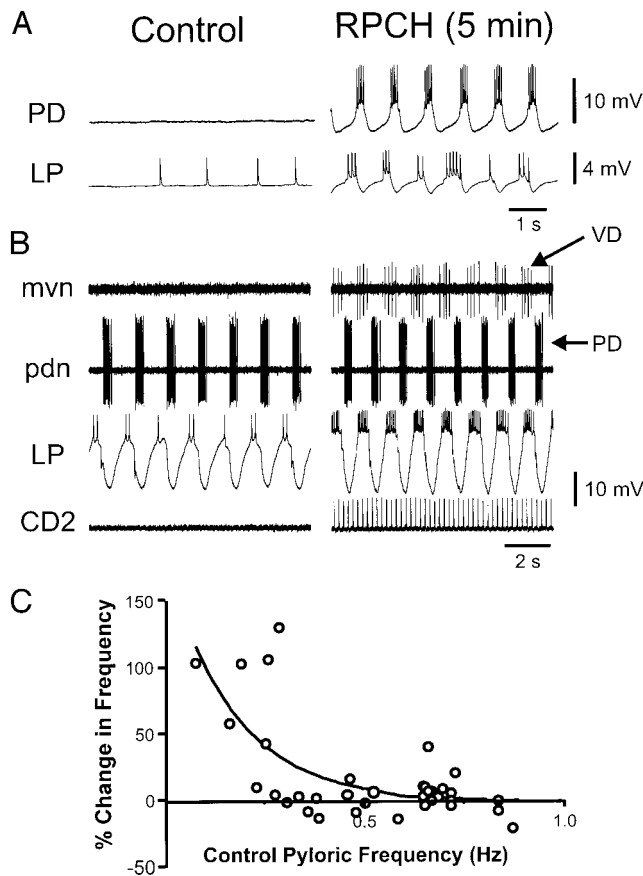 A
Control
RPCH (5 min)
PD
10 mV
LP
4 mV
1 s
B
VD
mvn
PD
pdn
LP
10 mV
CD2
2 s
C
% Change in Frequency
150
100
50
0
-50
0.5
1.0
Control Pyloric Frequency (Hz)